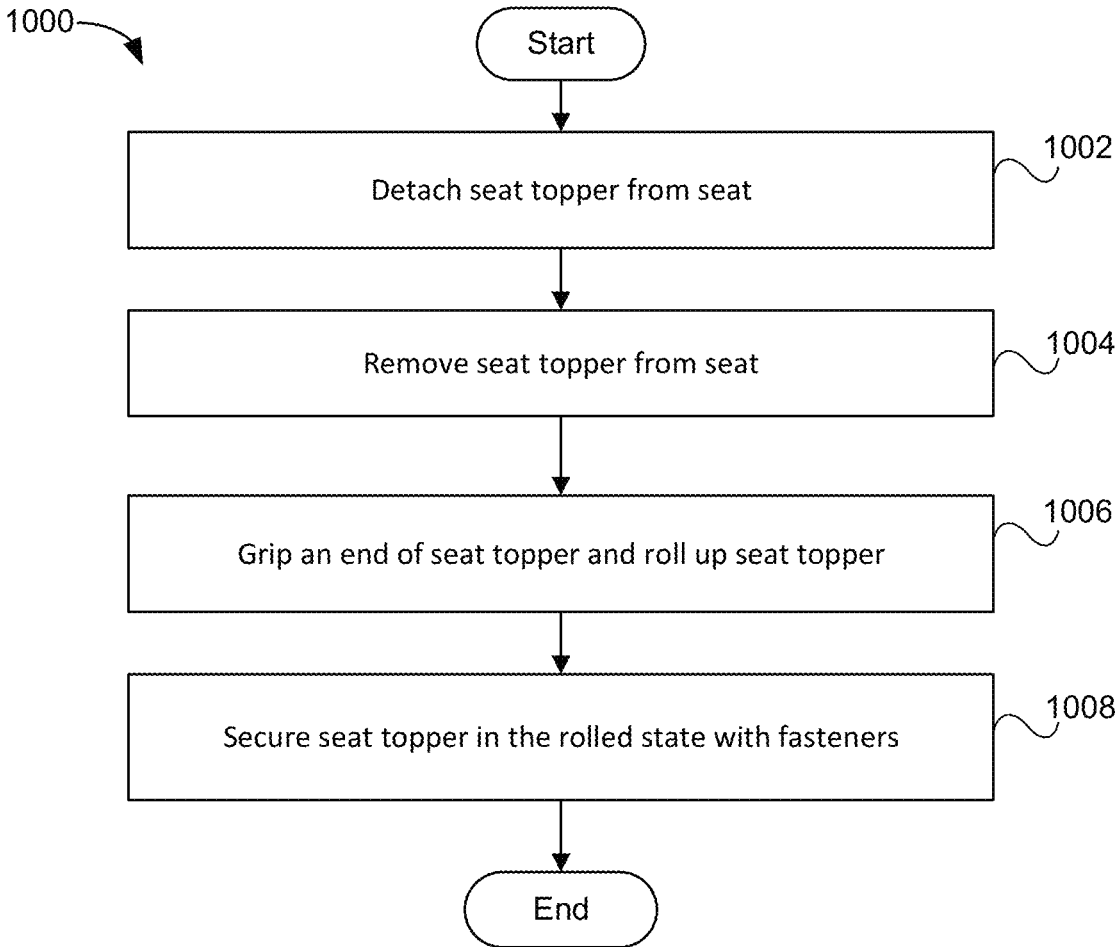 1000
Start
1002
Detach seat topper from seat
1004
Remove seat topper from seat
1006
Grip an end of seat topper and roll up seat topper
1008
Secure seat topper in the rolled state with fasteners
End